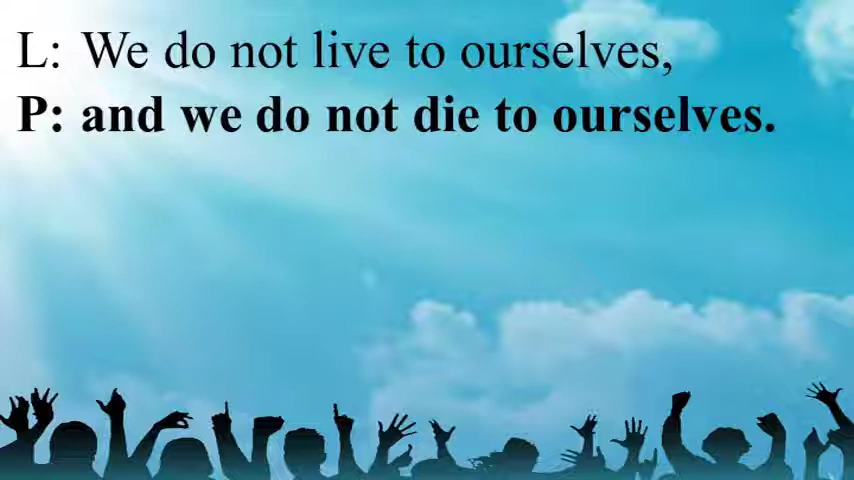 L: We do not live to ourselves,
P: and we do not die to ourselves.